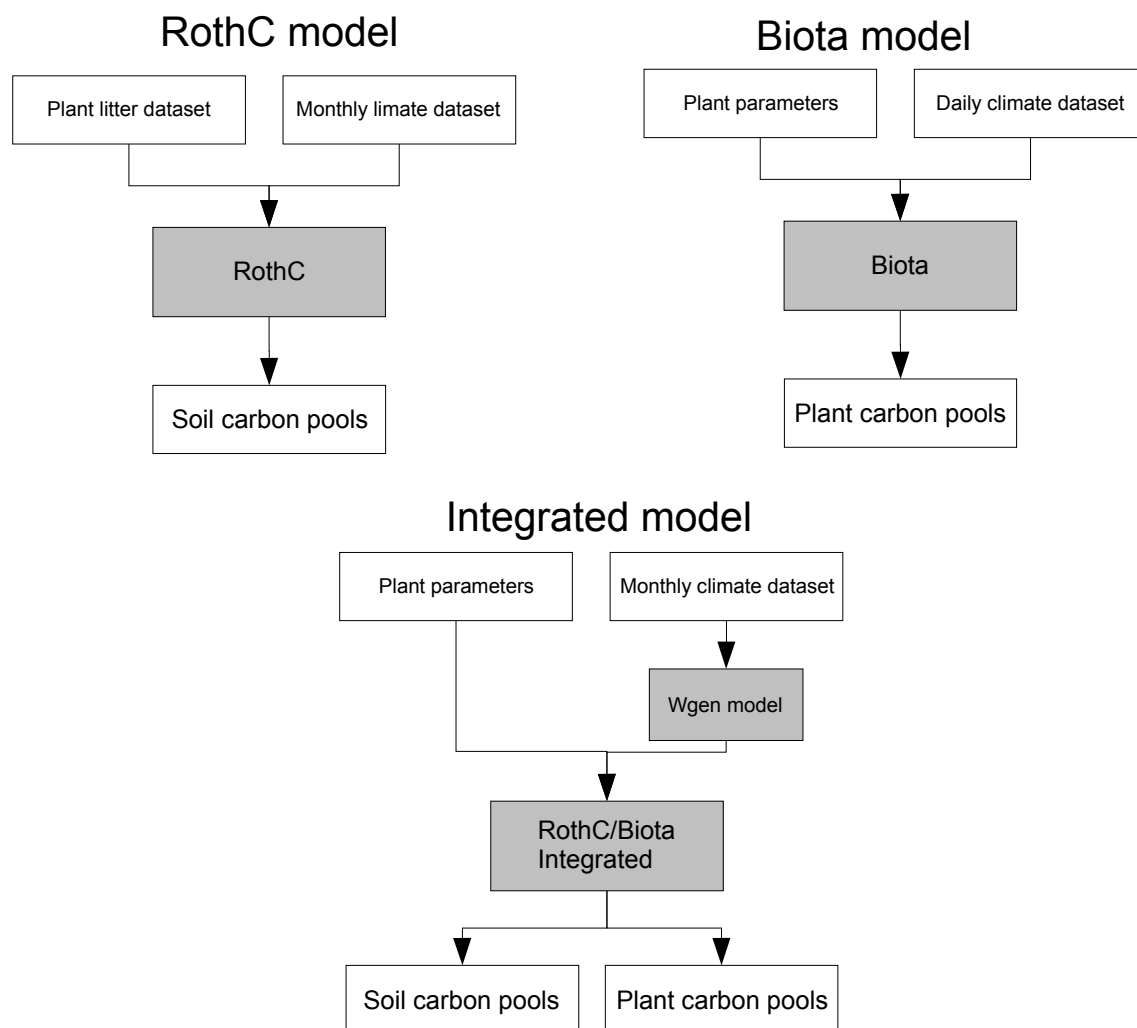 RothC model
Plant litter dataset
Monthly limate dataset
RothC
Soil carbon pools
Biota model
Plant parameters
Daily climate dataset
Biota
Plant carbon pools
Integrated model
Plant parameters
Monthly climate dataset
Wgen model
RothC/Biota
Integrated
Soil carbon pools
Plant carbon pools